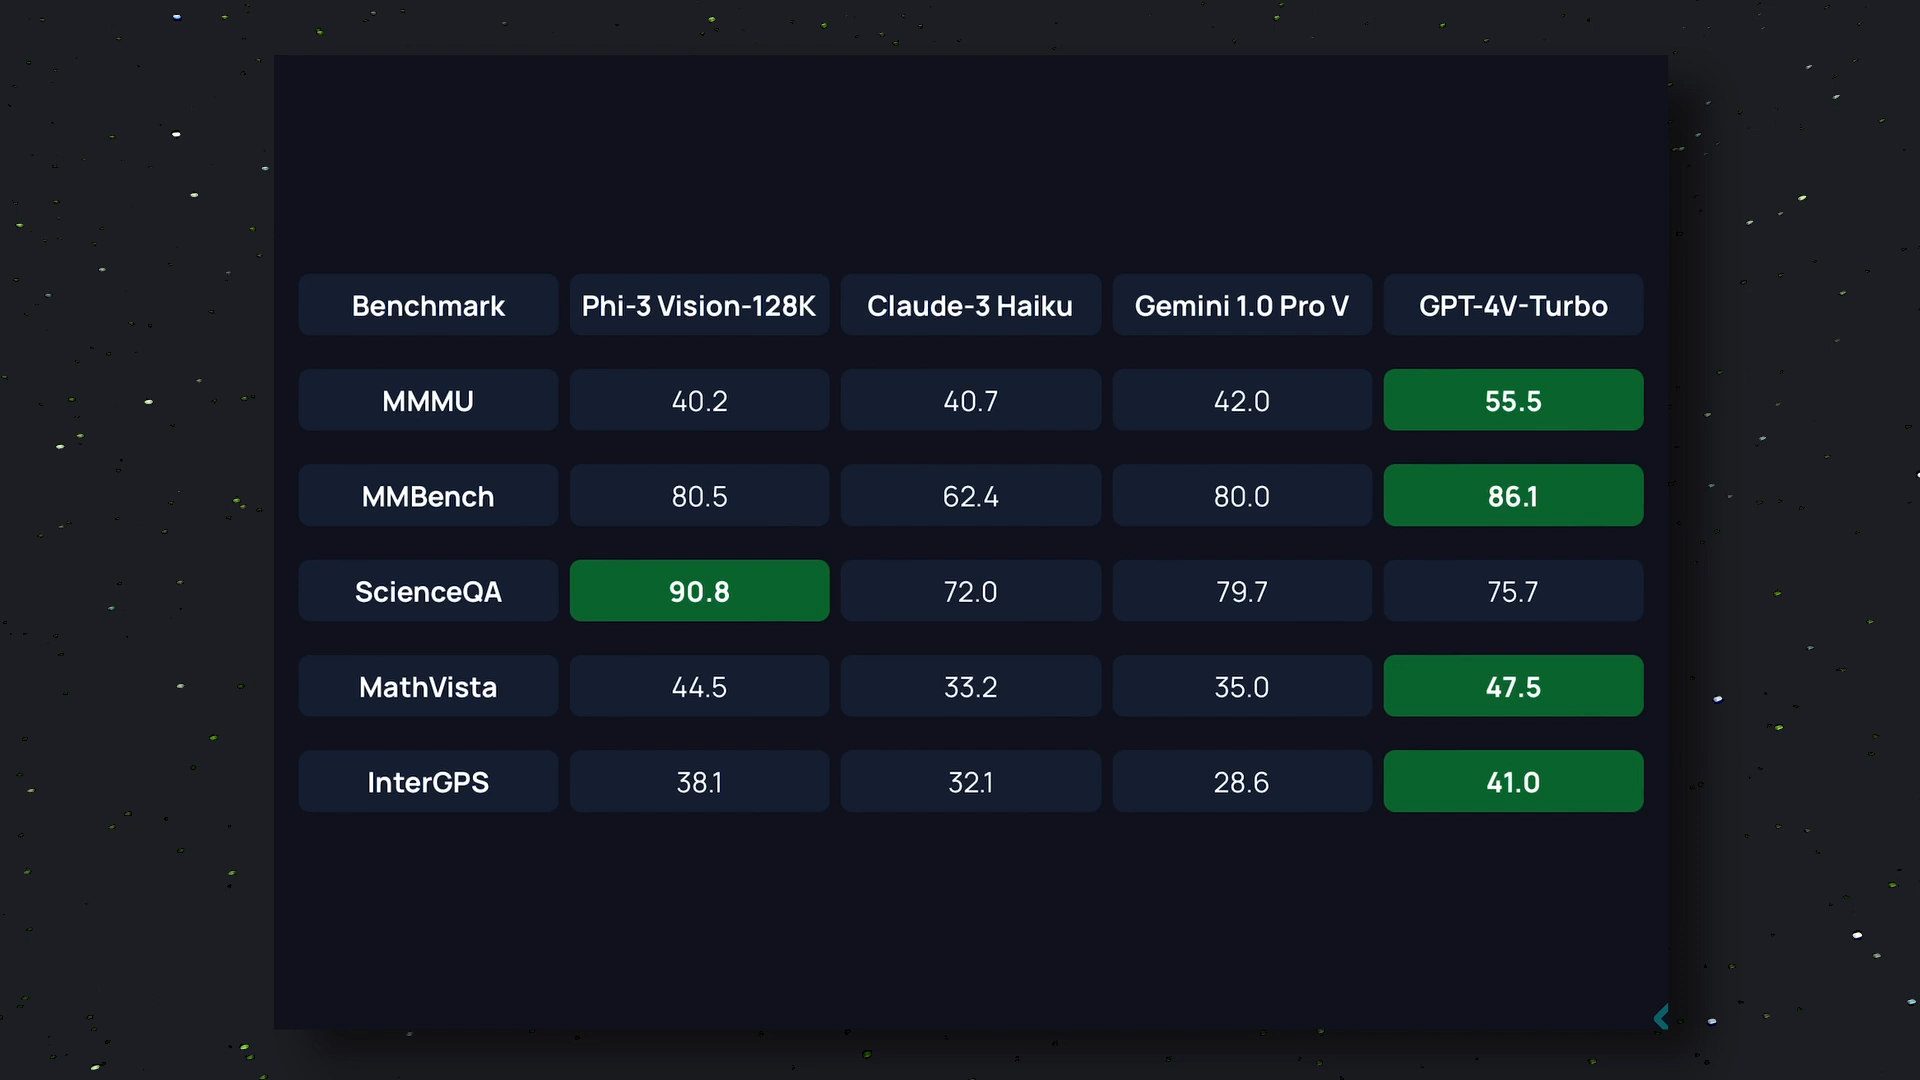 Benchmark Phi-3 Vision-128K Claude-3 Haiku Gemini 1.0 Pro V GPT-4V-Turbo
MMMU 40.2 40.7 42.0 55.5
MMBench 80.5 62.4 80.0 86.1
ScienceQA 90.8 72.0 79.7 75.7
MathVista 44.5 33.2 35.0 47.5
InterGPS 38.1 32.1 28.6 41.0